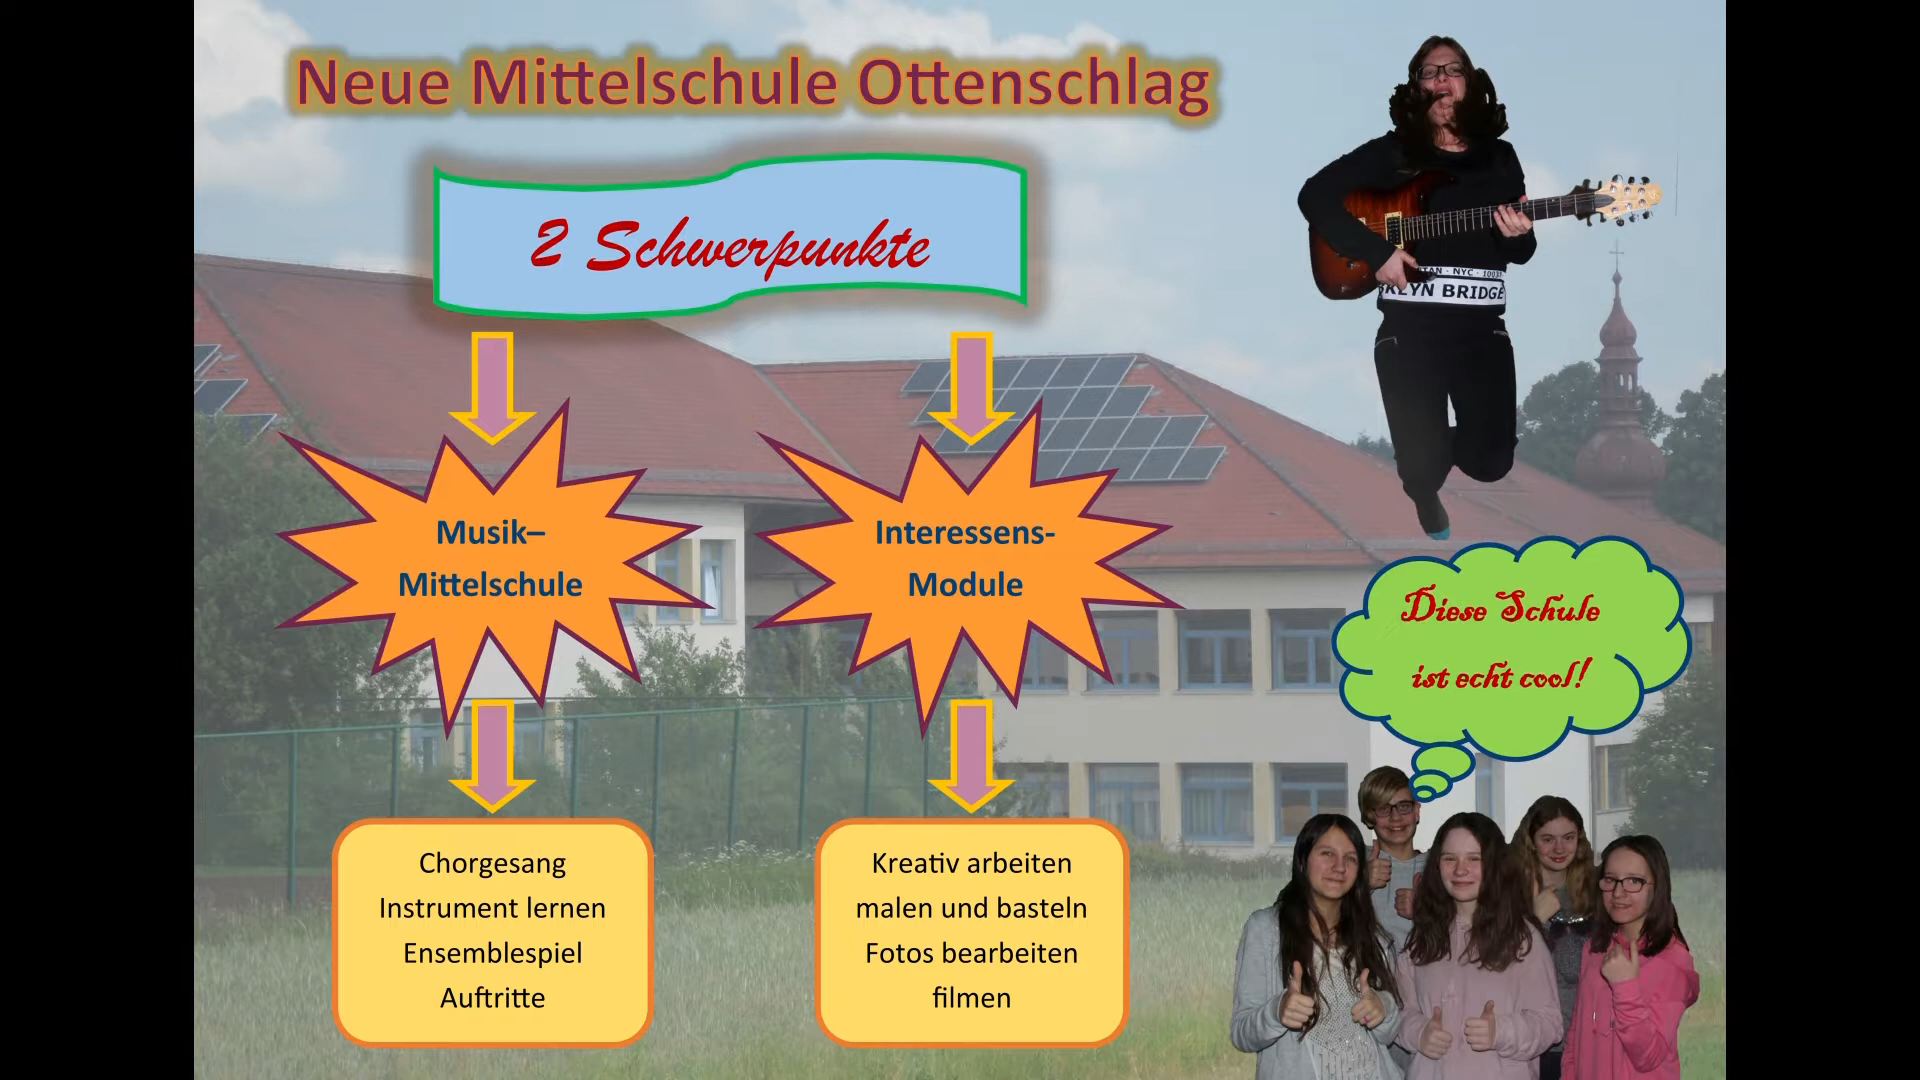 Neue Mittelschule Ottenschlag
2 Schwerpunkte
Musik–
Mittelschule
Interessens-
Module
Chorgesang
Instrument lernen
Ensemblespiel
Auftritte
Kreativ arbeiten
malen und basteln
Fotos bearbeiten
filmen
Diese Schule
ist echt cool!
NYC
BRIDGE